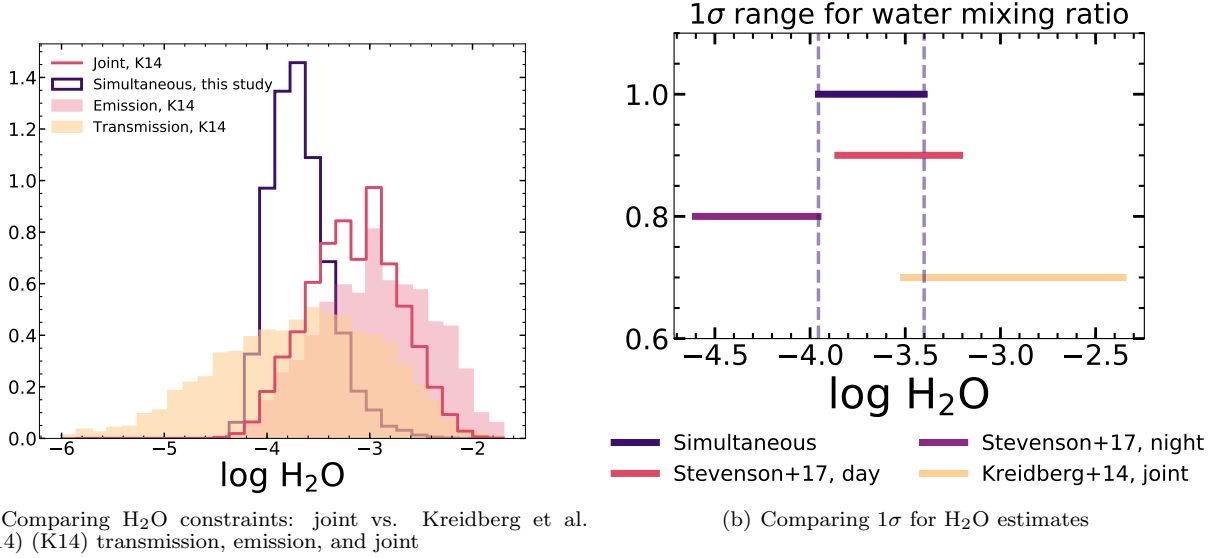 1σ range for water mixing ratio
Joint, K14
Simultaneous, this study
Emission, K14
Transmission, K14
1.4
1.2
1.0
0.8
0.6
0.4
0.2
0.0
−6 −5 −4 −3 −2
log H₂O
1.0
0.8
0.6
−4.5 −4.0 −3.5 −3.0 −2.5
log H₂O
Simultaneous
Stevenson+17, day
Stevenson+17, night
Kreidberg+14, joint
Comparing H₂O constraints: joint vs. Kreidberg et al.
4) (K14) transmission, emission, and joint
(b) Comparing 1σ for H₂O estimates